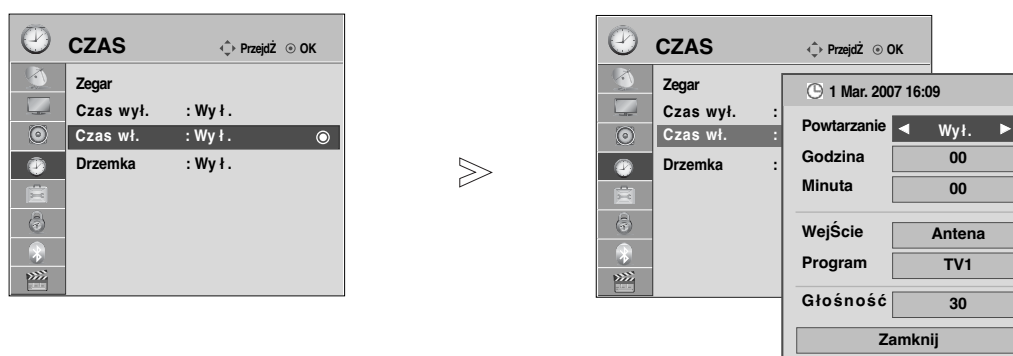 CZAS PrzejdŹ OK
Zegar
Czas wył. : Wył.
Czas wł. : Wył.
Drzemka : Wył.
CZAS PrzejdŹ OK
Zegar
Czas wył. :
Czas wł. :
Drzemka :
1 Mar. 2007 16:09
Powtarzanie ◀ Wył. ▶
Godzina 00
Minuta 00
WejŚcie Antena
Program TV1
Głośność 30
Zamknij